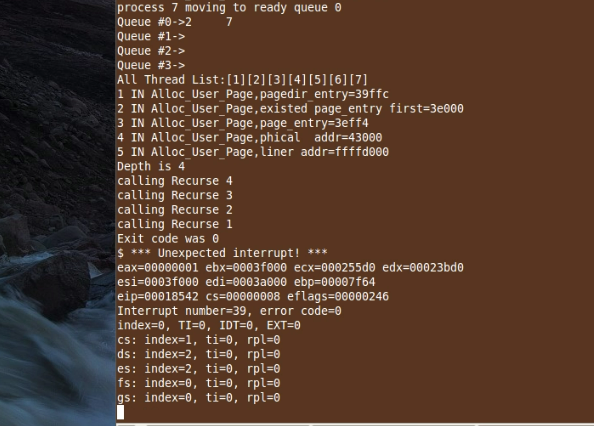 process 7 moving to ready queue 0
Queue #0->2     7
Queue #1->
Queue #2->
Queue #3->
All Thread List:[1][2][3][4][5][6][7]
1 IN Alloc_User_Page,pagedir_entry=39ffc
2 IN Alloc_User_Page,existed page_entry first=3e000
3 IN Alloc_User_Page,page_entry=3eff4
4 IN Alloc_User_Page,phical  addr=43000
5 IN Alloc_User_Page,liner addr=ffffd000
Depth is 4
calling Recurse 4
calling Recurse 3
calling Recurse 2
calling Recurse 1
Exit code was 0
$ *** Unexpected interrupt! ***
eax=00000001 ebx=0003f000 ecx=000255d0 edx=00023bd0
esi=0003f000 edi=0003a000 ebp=00007f64
eip=00018542 cs=00000008 eflags=00000246
Interrupt number=39, error code=0
index=0, TI=0, IDT=0, EXT=0
cs: index=1, ti=0, rpl=0
ds: index=2, ti=0, rpl=0
es: index=2, ti=0, rpl=0
fs: index=0, ti=0, rpl=0
gs: index=0, ti=0, rpl=0